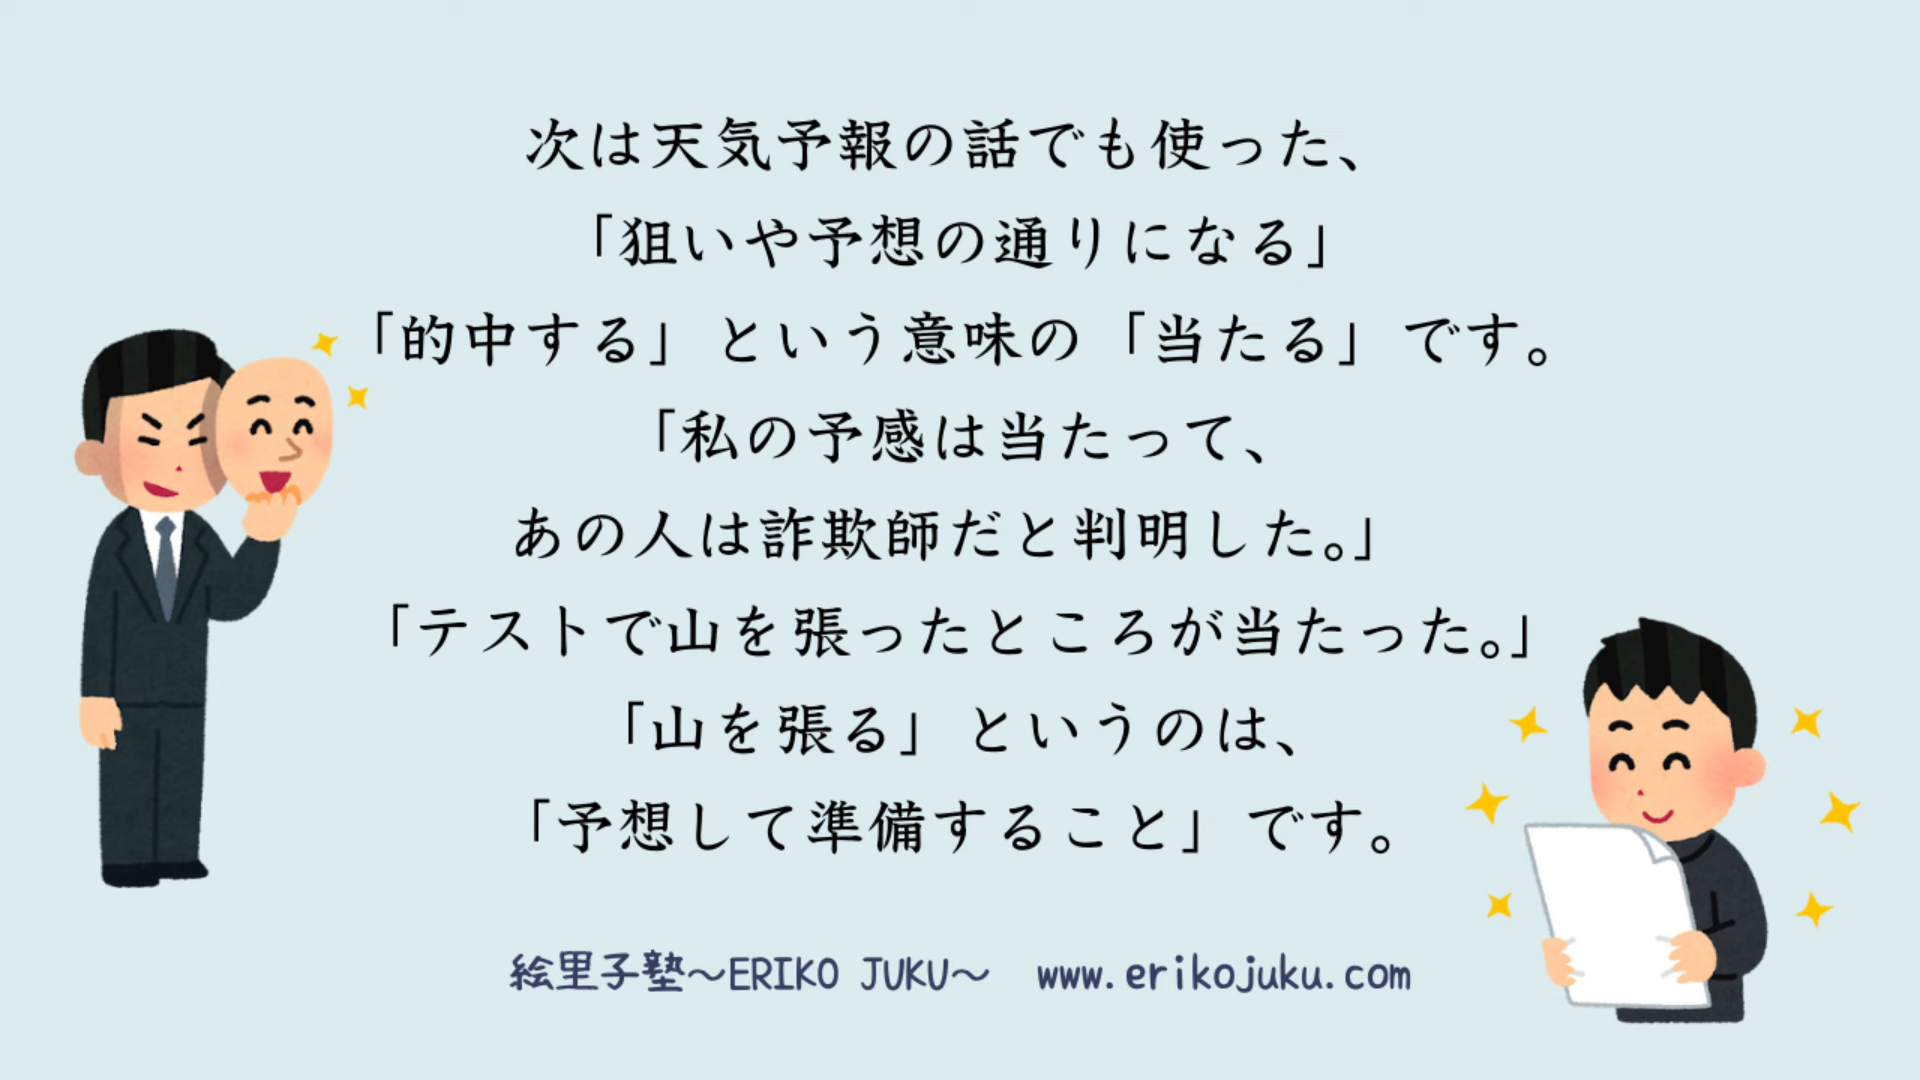 次は天気予報の話でも使った、
「狙いや予想の通りになる」
「的中する」という意味の「当たる」です。
「私の予感は当たって、
あの人は詐欺師だと判明した。」
「テストで山を張ったところが当たった。」
「山を張る」というのは、
「予想して準備すること」です。
絵里子塾〜ERIKO JUKU〜　www.erikojuku.com